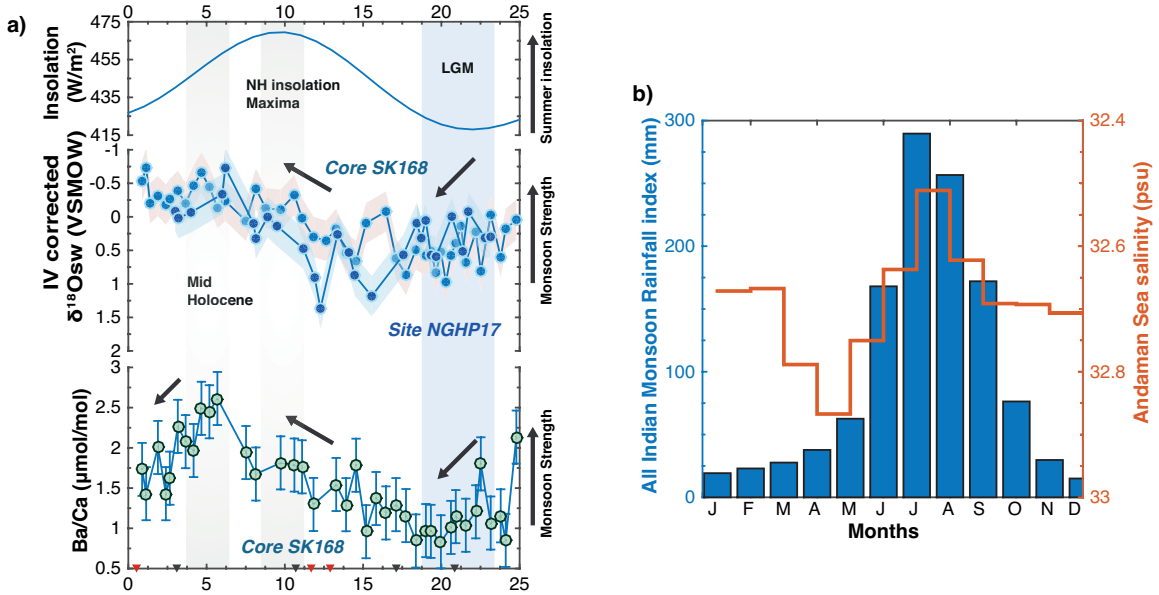 a)
0 5 10 15 20 25
Insolation
(W/m²)
475
455
435
415
NH insolation
Maxima
LGM
Summer insolation
IV corrected
δ¹⁸Osw (VSMOW)
-1
-0.5
0
0.5
1
1.5
2
Core SK168
Mid
Holocene
Site NGHP17
Monsoon Strength
Ba/Ca (μmol/mol)
3
2.5
2
1.5
1
0.5
Core SK168
Monsoon Strength
0 5 10 15 20 25
b)
All Indian Monsoon Rainfall index (mm)
300
200
100
0
32.4
32.6
32.8
33
Andaman Sea salinity (psu)
J F M A M J J A S O N D
Months